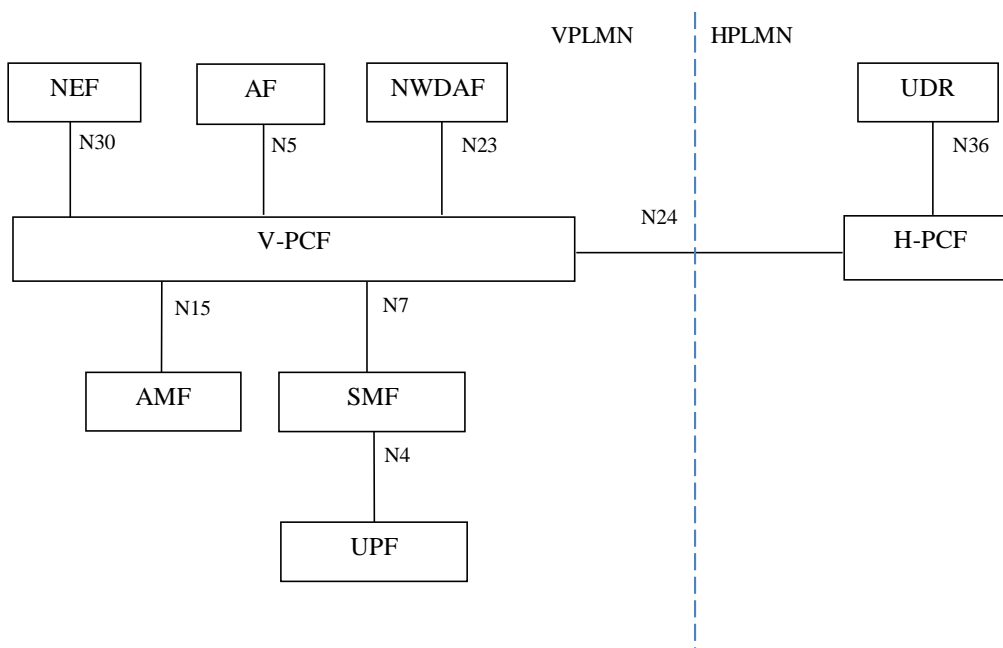 VPLMN
HPLMN
NEF
AF
NWDAF
UDR
N30
N5
N23
N36
N24
V-PCF
H-PCF
N15
N7
AMF
SMF
N4
UPF